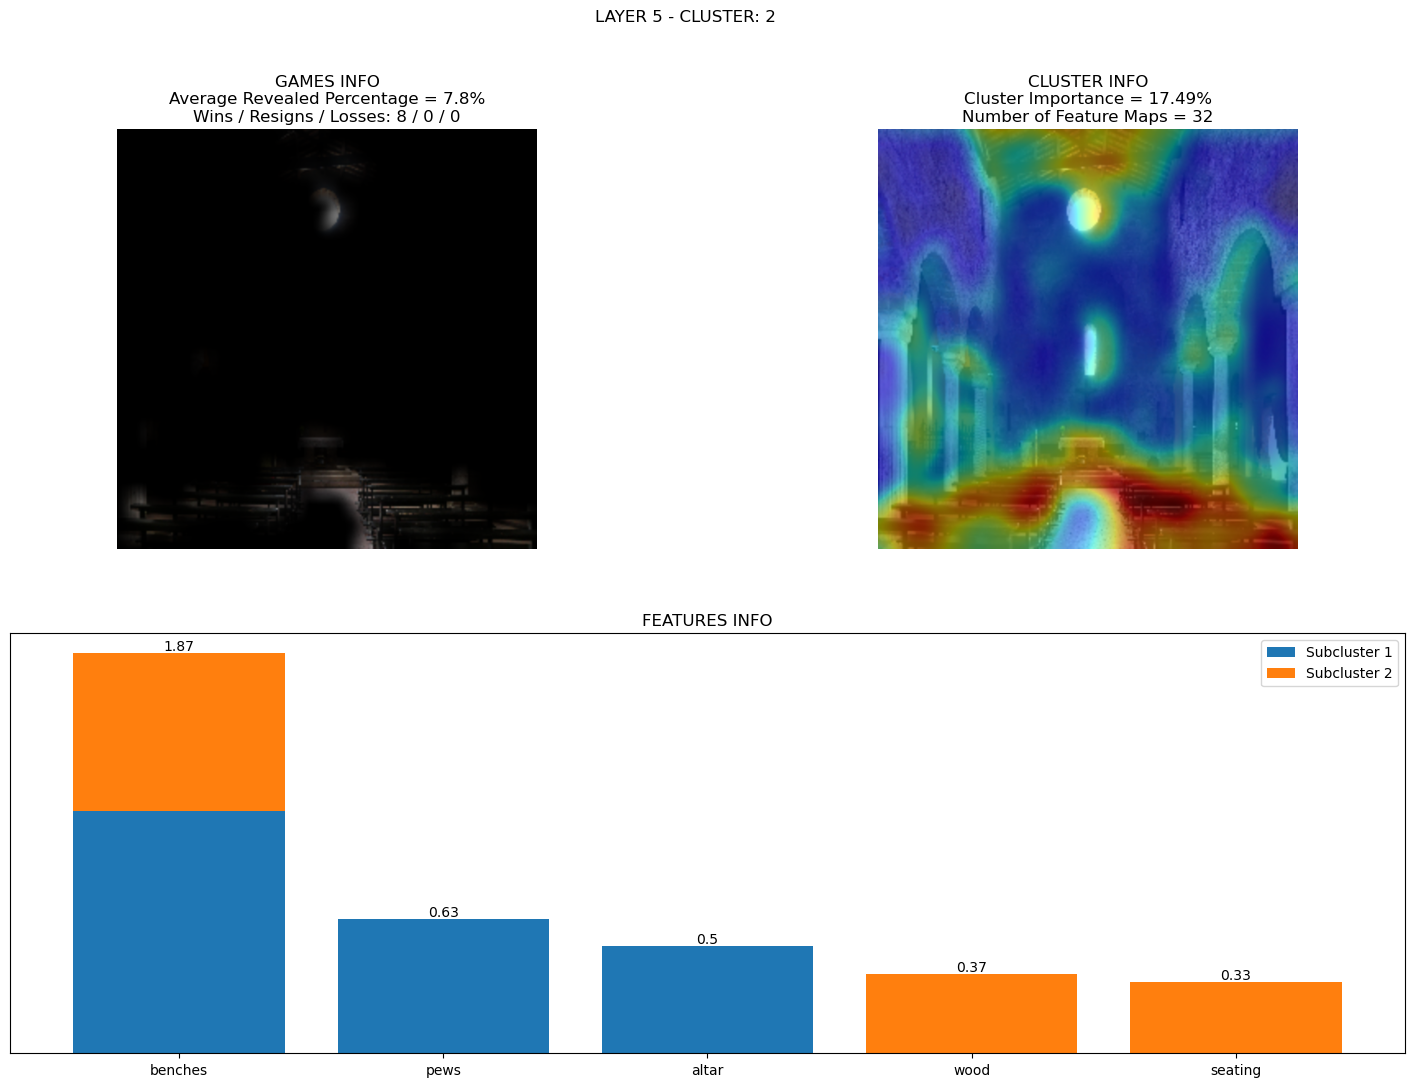 LAYER 5 - CLUSTER: 2
GAMES INFO
Average Revealed Percentage = 7.8%
Wins / Resigns / Losses: 8 / 0 / 0
CLUSTER INFO
Cluster Importance = 17.49%
Number of Feature Maps = 32
FEATURES INFO
Subcluster 1
Subcluster 2
1.87
0.63
0.5
0.37
0.33
benches
pews
altar
wood
seating